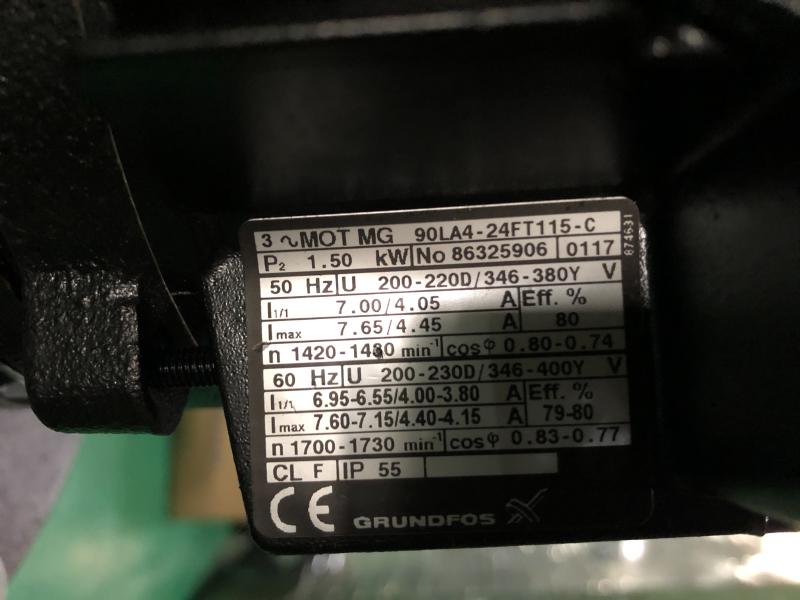 3 ∿ MOT MG 90LA4-24FT115-C
P2 1.50 kW No 86325906 0117
874631
50 Hz U 200-220D/346-380Y V
I1/1 7.00/4.05 A Eff. %
Imax 7.65/4.45 A 80
n 1420-1430 min-1 cos φ 0.80-0.74
60 Hz U 200-230D/346-400Y V
I1/1 6.95-6.55/4.00-3.80 A Eff. %
Imax 7.60-7.15/4.40-4.15 A 79-80
n 1700-1730 min-1 cos φ 0.83-0.77
CL F IP 55
CE GRUNDFOS